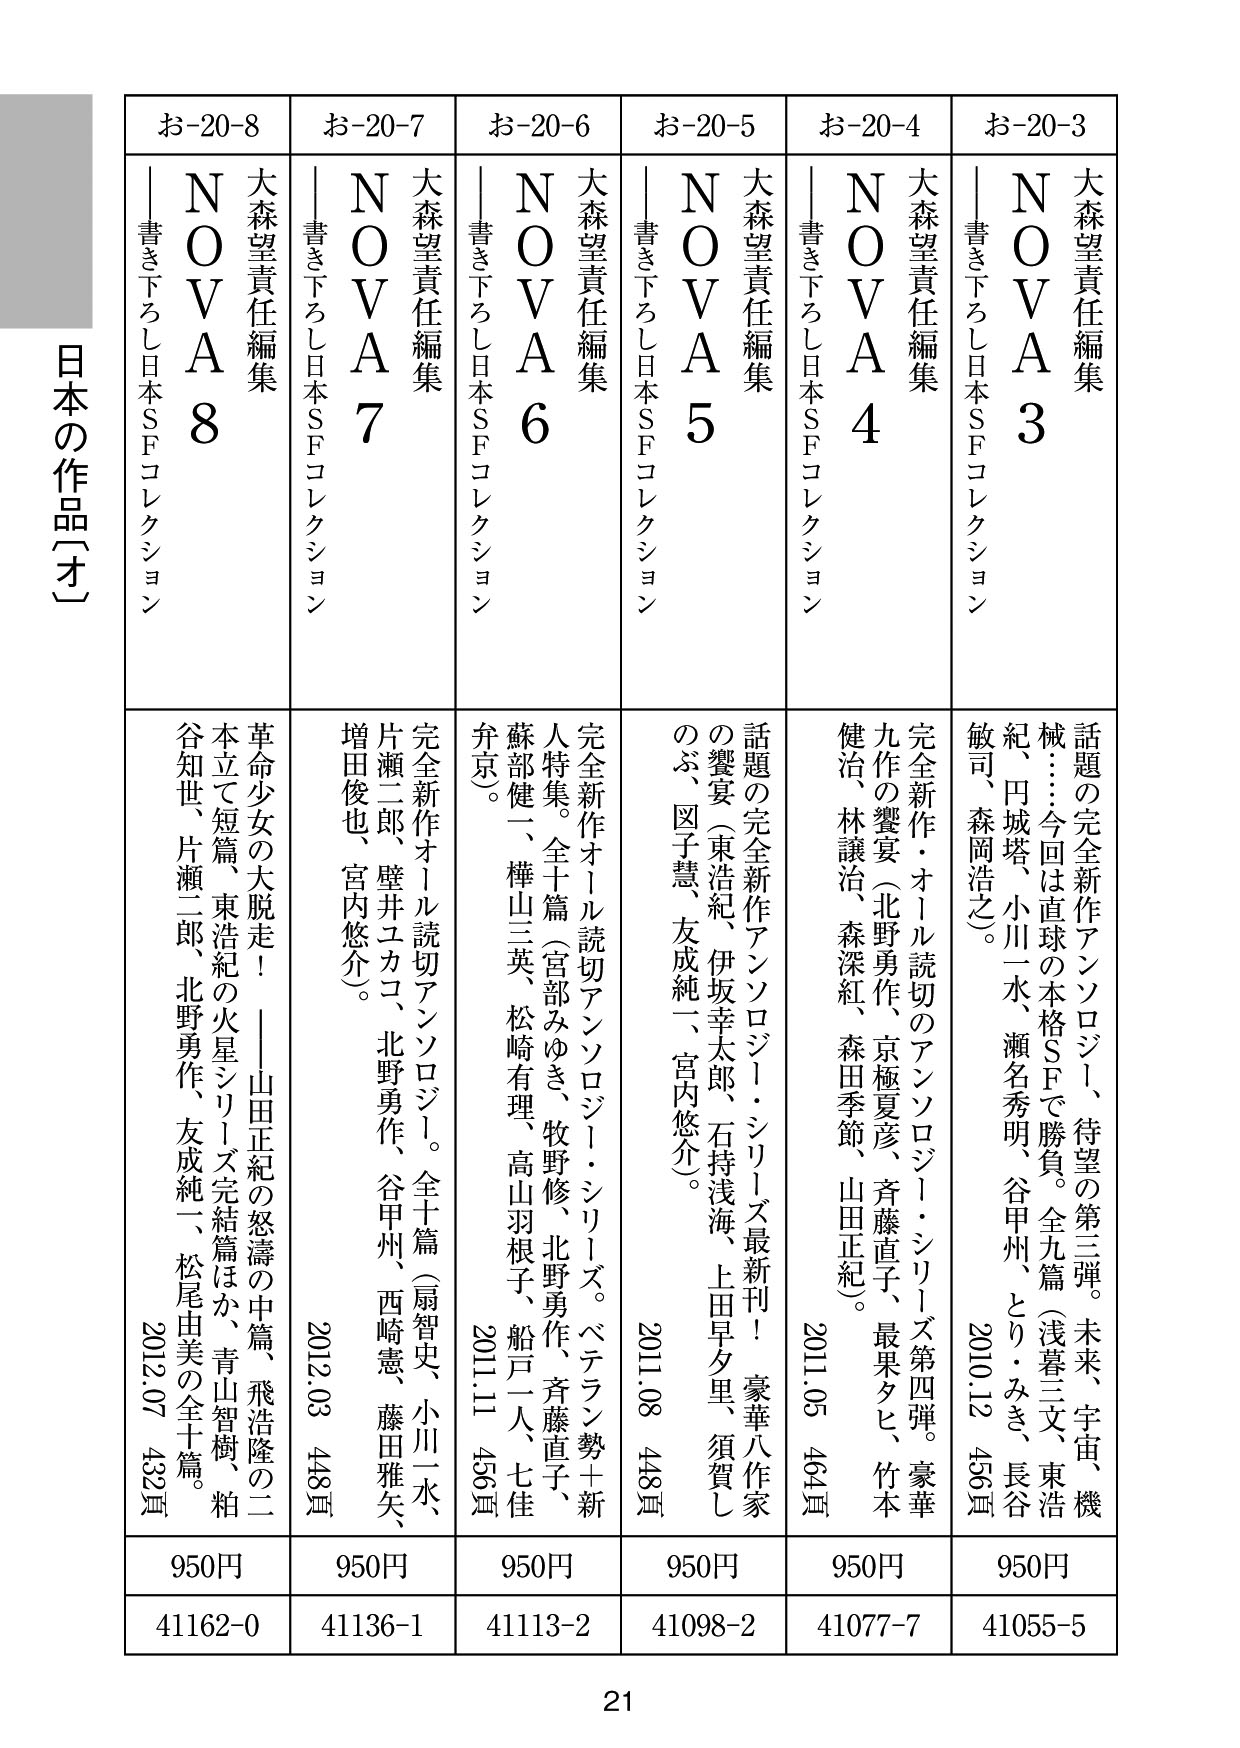 お-20-3
大森望責任編集
NOVA 3
――書き下ろし日本SFコレクション
話題の完全新作アンソロジー、待望の第三弾。未来、宇宙、機
械……今回は直球の本格SFで勝負。全九篇（浅暮三文、東浩
紀、円城塔、小川一水、瀬名秀明、谷甲州、とり・みき、長谷
敏司、森岡浩之）。
2010.12 456頁
950円
41055-5
お-20-4
大森望責任編集
NOVA 4
――書き下ろし日本SFコレクション
完全新作・オール読切のアンソロジー・シリーズ第四弾。豪華
九作の饗宴（北野勇作、京極夏彦、斉藤直子、最果タヒ、竹本
健治、林譲治、森深紅、森田季節、山田正紀）。
2011.05 464頁
950円
41077-7
お-20-5
大森望責任編集
NOVA 5
――書き下ろし日本SFコレクション
話題の完全新作アンソロジー・シリーズ最新刊！ 豪華八作家
の饗宴（東浩紀、伊坂幸太郎、石持浅海、上田早夕里、須賀し
のぶ、図子慧、友成純一、宮内悠介）。
2011.08 448頁
950円
41098-2
お-20-6
大森望責任編集
NOVA 6
――書き下ろし日本SFコレクション
完全新作オール読切アンソロジー・シリーズ。ベテラン勢＋新
人特集。全十篇（宮部みゆき、牧野修、北野勇作、斉藤直子、
蘇部健一、樺山三英、松崎有理、高山羽根子、船戸一人、七佳
弁京）。
2011.11 456頁
950円
41113-2
お-20-7
大森望責任編集
NOVA 7
――書き下ろし日本SFコレクション
完全新作オール読切アンソロジー。全十篇（扇智史、小川一水、
片瀬二郎、壁井ユカコ、北野勇作、谷甲州、西崎憲、藤田雅矢、
増田俊也、宮内悠介）。
2012.03 448頁
950円
41136-1
お-20-8
大森望責任編集
NOVA 8
――書き下ろし日本SFコレクション
革命少女の大脱走！ ――山田正紀の怒濤の中篇、飛浩隆の二
本立て短篇、東浩紀の火星シリーズ完結篇ほか、青山智樹、粕
谷知世、片瀬二郎、北野勇作、友成純一、松尾由美の全十篇。
2012.07 432頁
950円
41162-0
日本の作品〔オ〕
21